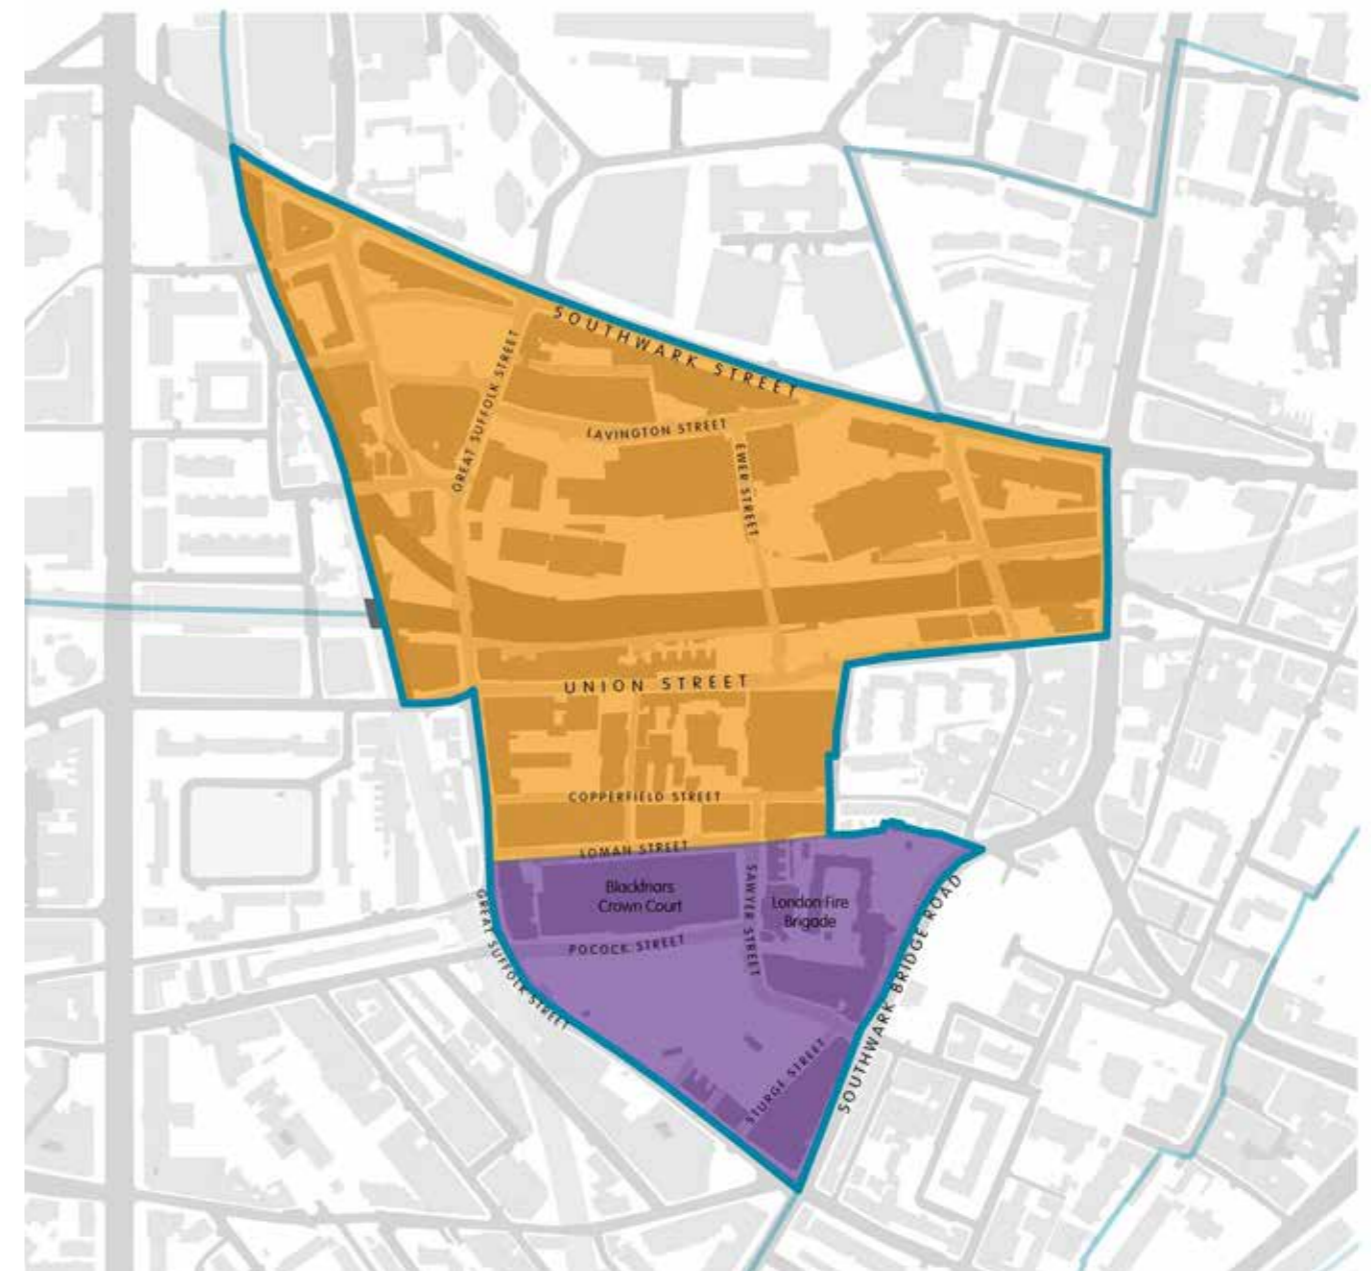 SOUTHWARK STREET
GREAT SUFFOLK STREET
LAVINGTON STREET
EWER STREET
UNION STREET
COPPERFIELD STREET
LOMAN STREET
Blackfriars
Crown Court
SAWYER STREET
London Fire
Brigade
GREAT SUFFOLK STREET
POCOCK STREET
SOUTHWARK BRIDGE ROAD
STURGE STREET